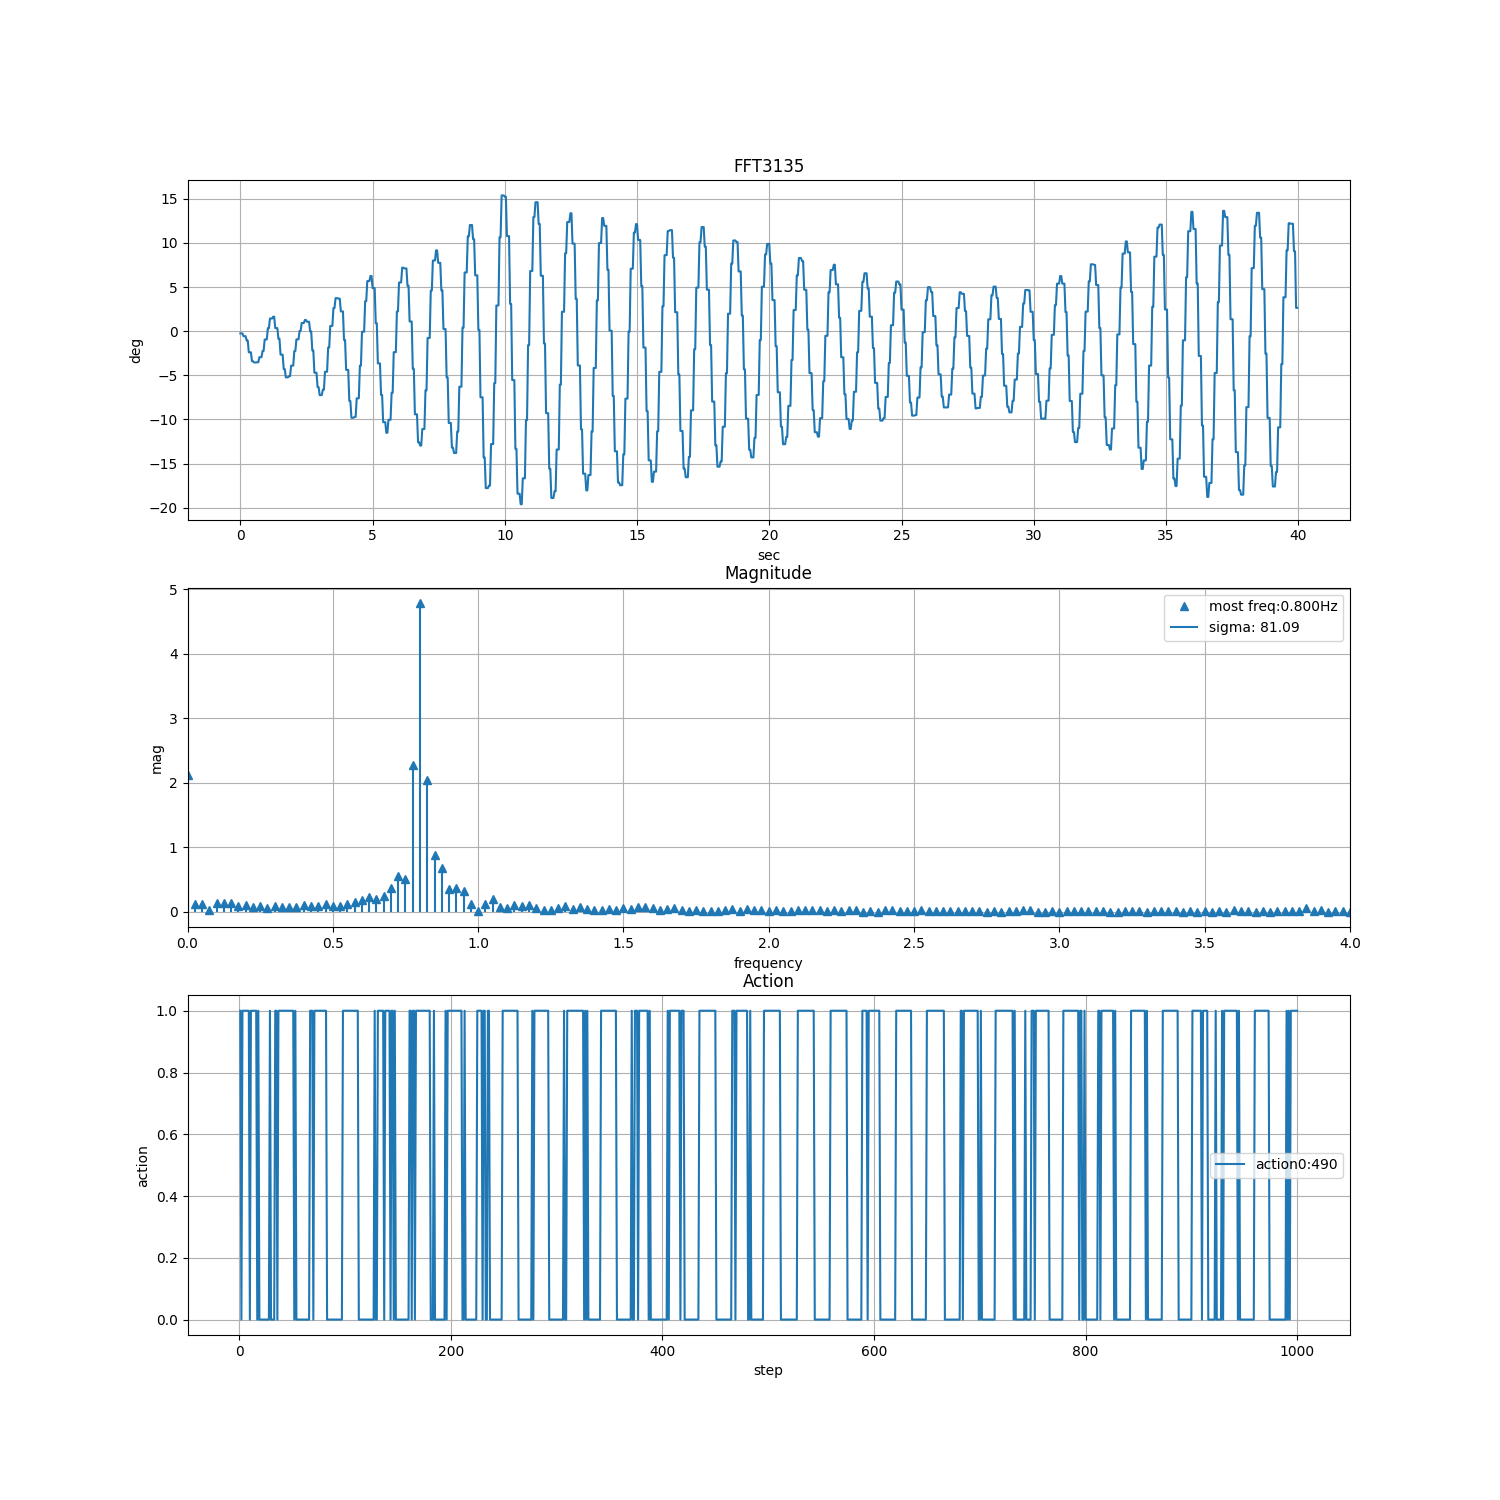 FFT3135
15
10
5
0
−5
−10
−15
−20
deg
0 5 10 15 20 25 30 35 40
sec
Magnitude
5
4
3
2
1
0
mag
most freq:0.800Hz
sigma: 81.09
0.0 0.5 1.0 1.5 2.0 2.5 3.0 3.5 4.0
frequency
Action
1.0
0.8
0.6
0.4
0.2
0.0
action
action0:490
0 200 400 600 800 1000
step